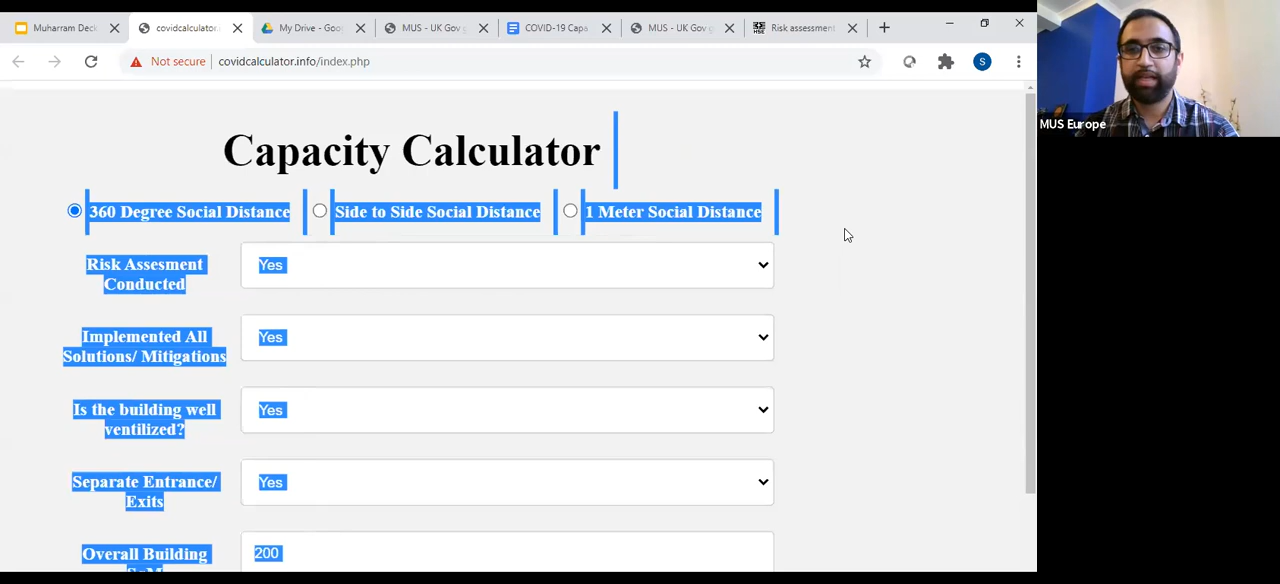 Muharram Deck
covidcalculator.
My Drive - Goo
MUS - UK Gov g
COVID-19 Capa
MUS - UK Gov g
Risk assessment
Not secure
covidcalculator.info/index.php
S
MUS Europe
Capacity Calculator
360 Degree Social Distance
Side to Side Social Distance
1 Meter Social Distance
Risk Assesment
Conducted
Yes
Implemented All
Solutions/ Mitigations
Yes
Is the building well
ventilized?
Yes
Separate Entrance/
Exits
Yes
Overall Building
200